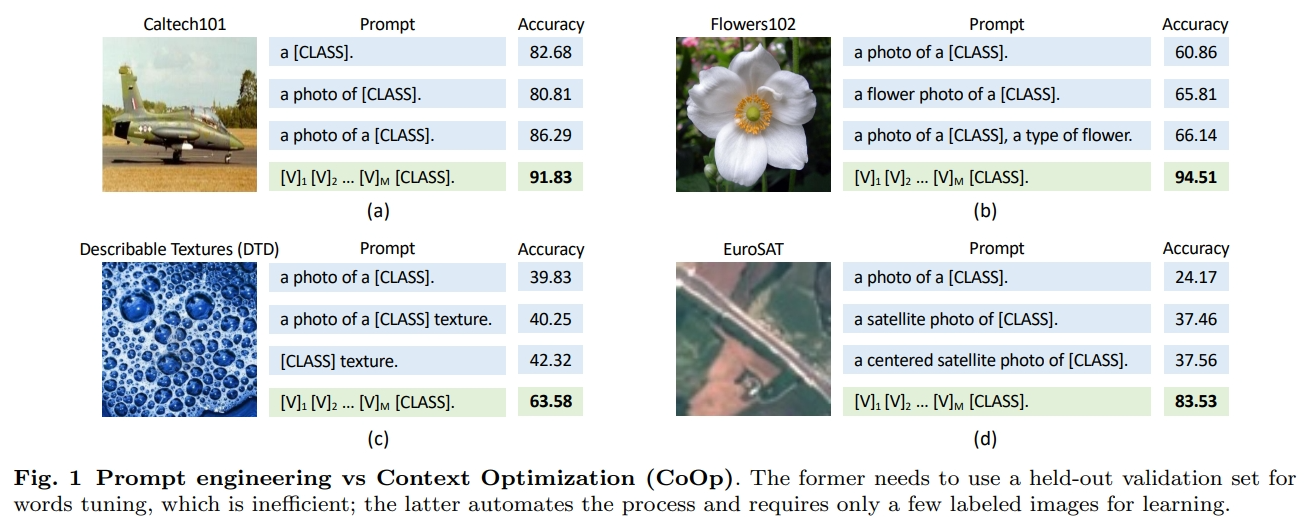 Caltech101 Prompt Accuracy
a [CLASS]. 82.68
a photo of [CLASS]. 80.81
a photo of a [CLASS]. 86.29
[V]₁ [V]₂ … [V]ₘ [CLASS]. 91.83
(a)
Flowers102 Prompt Accuracy
a photo of a [CLASS]. 60.86
a flower photo of a [CLASS]. 65.81
a photo of a [CLASS], a type of flower. 66.14
[V]₁ [V]₂ … [V]ₘ [CLASS]. 94.51
(b)
Describable Textures (DTD) Prompt Accuracy
a photo of a [CLASS]. 39.83
a photo of a [CLASS] texture. 40.25
[CLASS] texture. 42.32
[V]₁ [V]₂ … [V]ₘ [CLASS]. 63.58
(c)
EuroSAT Prompt Accuracy
a photo of a [CLASS]. 24.17
a satellite photo of [CLASS]. 37.46
a centered satellite photo of [CLASS]. 37.56
[V]₁ [V]₂ … [V]ₘ [CLASS]. 83.53
(d)
Fig. 1 Prompt engineering vs Context Optimization (CoOp). The former needs to use a held-out validation set for
words tuning, which is inefficient; the latter automates the process and requires only a few labeled images for learning.